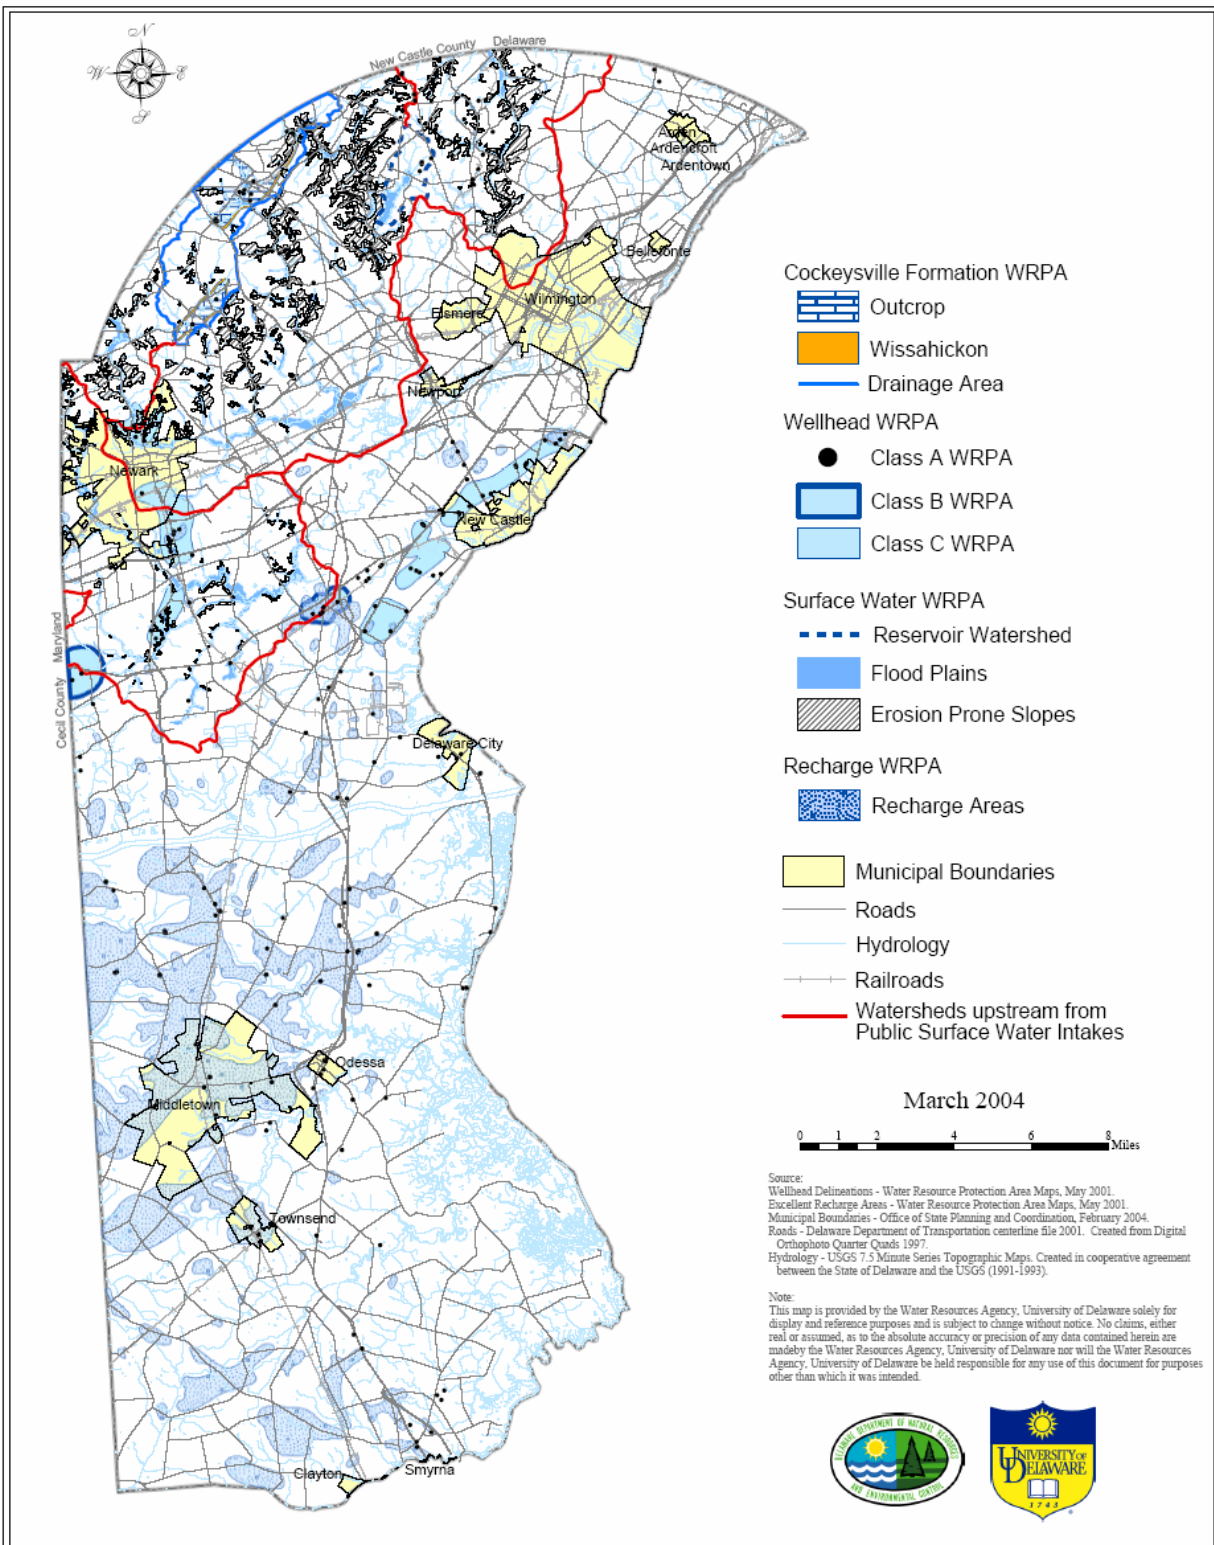 N
W
E
S
New Castle County
Delaware
Arden
Ardencroft
Ardentown
Bellefonte
Wilmington
Elsmere
Newport
Newark
New Castle
Cecil County
Maryland
Delaware City
Odessa
Middletown
Townsend
Clayton
Smyrna
Cockeysville Formation WRPA
Outcrop
Wissahickon
Drainage Area
Wellhead WRPA
Class A WRPA
Class B WRPA
Class C WRPA
Surface Water WRPA
Reservoir Watershed
Flood Plains
Erosion Prone Slopes
Recharge WRPA
Recharge Areas
Municipal Boundaries
Roads
Hydrology
Railroads
Watersheds upstream from
Public Surface Water Intakes
March 2004
0 1 2 4 6 8
Miles
Source:
Wellhead Delineations - Water Resource Protection Area Maps, May 2001.
Excellent Recharge Areas - Water Resource Protection Area Maps, May 2001.
Municipal Boundaries - Office of State Planning and Coordination, February 2004.
Roads - Delaware Department of Transportation centerline file 2001. Created from Digital
Orthophoto Quarter Quads 1997.
Hydrology - USGS 7.5 Minute Series Topographic Maps. Created in cooperative agreement
between the State of Delaware and the USGS (1991-1993).
Note:
This map is provided by the Water Resources Agency, University of Delaware solely for
display and reference purposes and is subject to change without notice. No claims, either
real or assumed, as to the absolute accuracy or precision of any data contained herein are
madeby the Water Resources Agency, University of Delaware nor will the Water Resources
Agency, University of Delaware be held responsible for any use of this document for purposes
other than which it was intended.
DELAWARE DEPARTMENT OF NATURAL RESOURCES
AND ENVIRONMENTAL CONTROL
UNIVERSITY OF
DELAWARE
1743